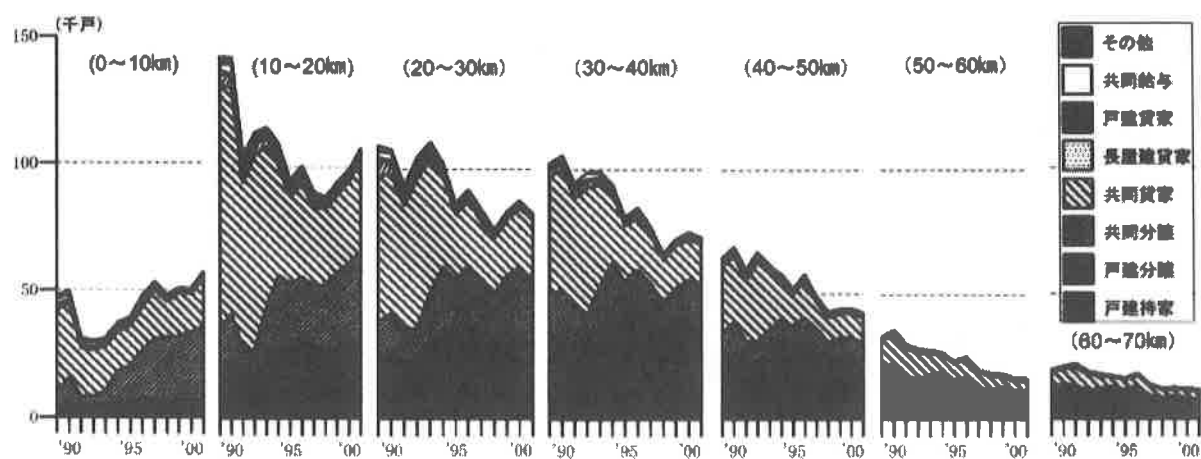 (千戸)
150
100
50
0
(0～10㎞)
(10～20㎞)
(20～30㎞)
(30～40㎞)
(40～50㎞)
(50～60㎞)
(60～70㎞)
その他
共同給与
戸建貸家
長屋建貸家
共同貸家
共同分譲
戸建分譲
戸建持家
'90 '95 '00
'90 '95 '00
'90 '95 '00
'90 '95 '00
'90 '95 '00
'90 '95 '00
'90 '95 '00